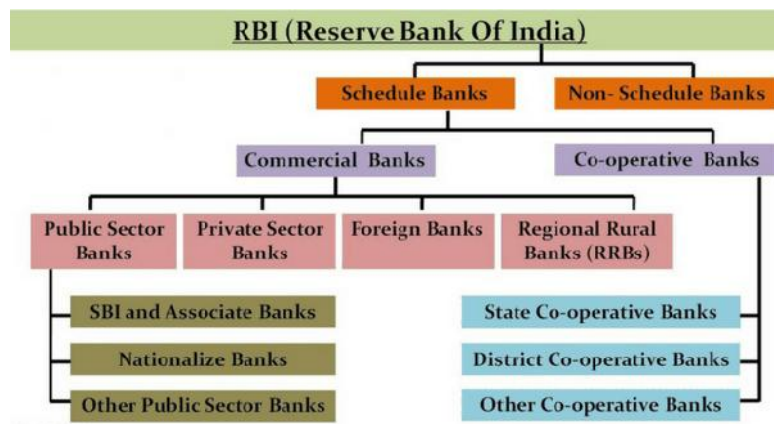 RBI (Reserve Bank Of India)
Schedule Banks
Non- Schedule Banks
Commercial Banks
Co-operative Banks
Public Sector
Banks
Private Sector
Banks
Foreign Banks
Regional Rural
Banks (RRBs)
SBI and Associate Banks
Nationalize Banks
Other Public Sector Banks
State Co-operative Banks
District Co-operative Banks
Other Co-operative Banks